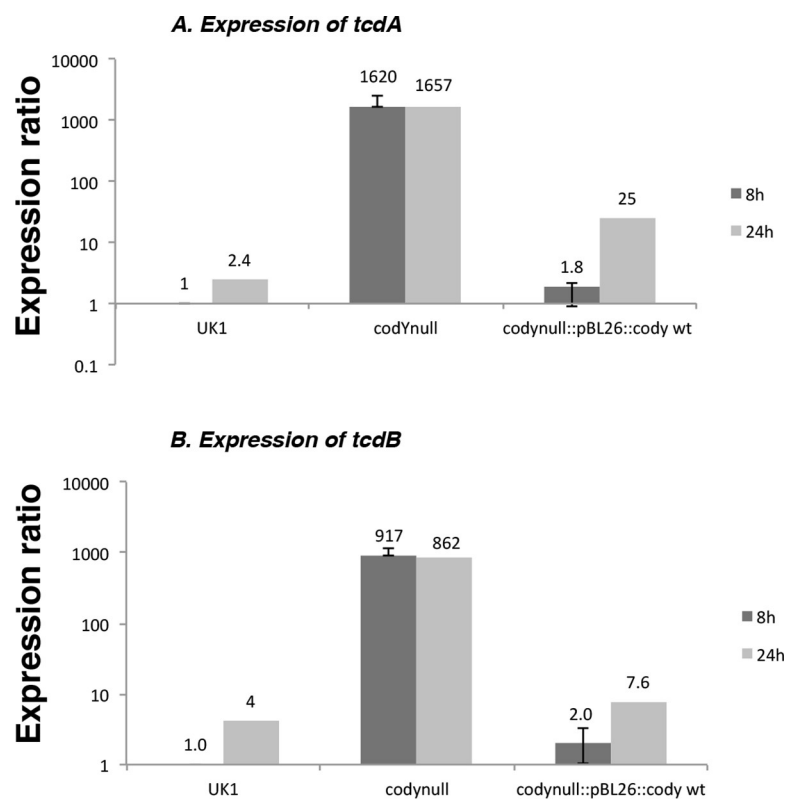 A. Expression of tcdA
Expression ratio
10000
1000
100
10
1
0.1
1
2.4
1620
1657
1.8
25
UK1
codYnull
codynull::pBL26::cody wt
8h
24h
B. Expression of tcdB
Expression ratio
10000
1000
100
10
1
1.0
4
917
862
2.0
7.6
UK1
codynull
codynull::pBL26::cody wt
8h
24h